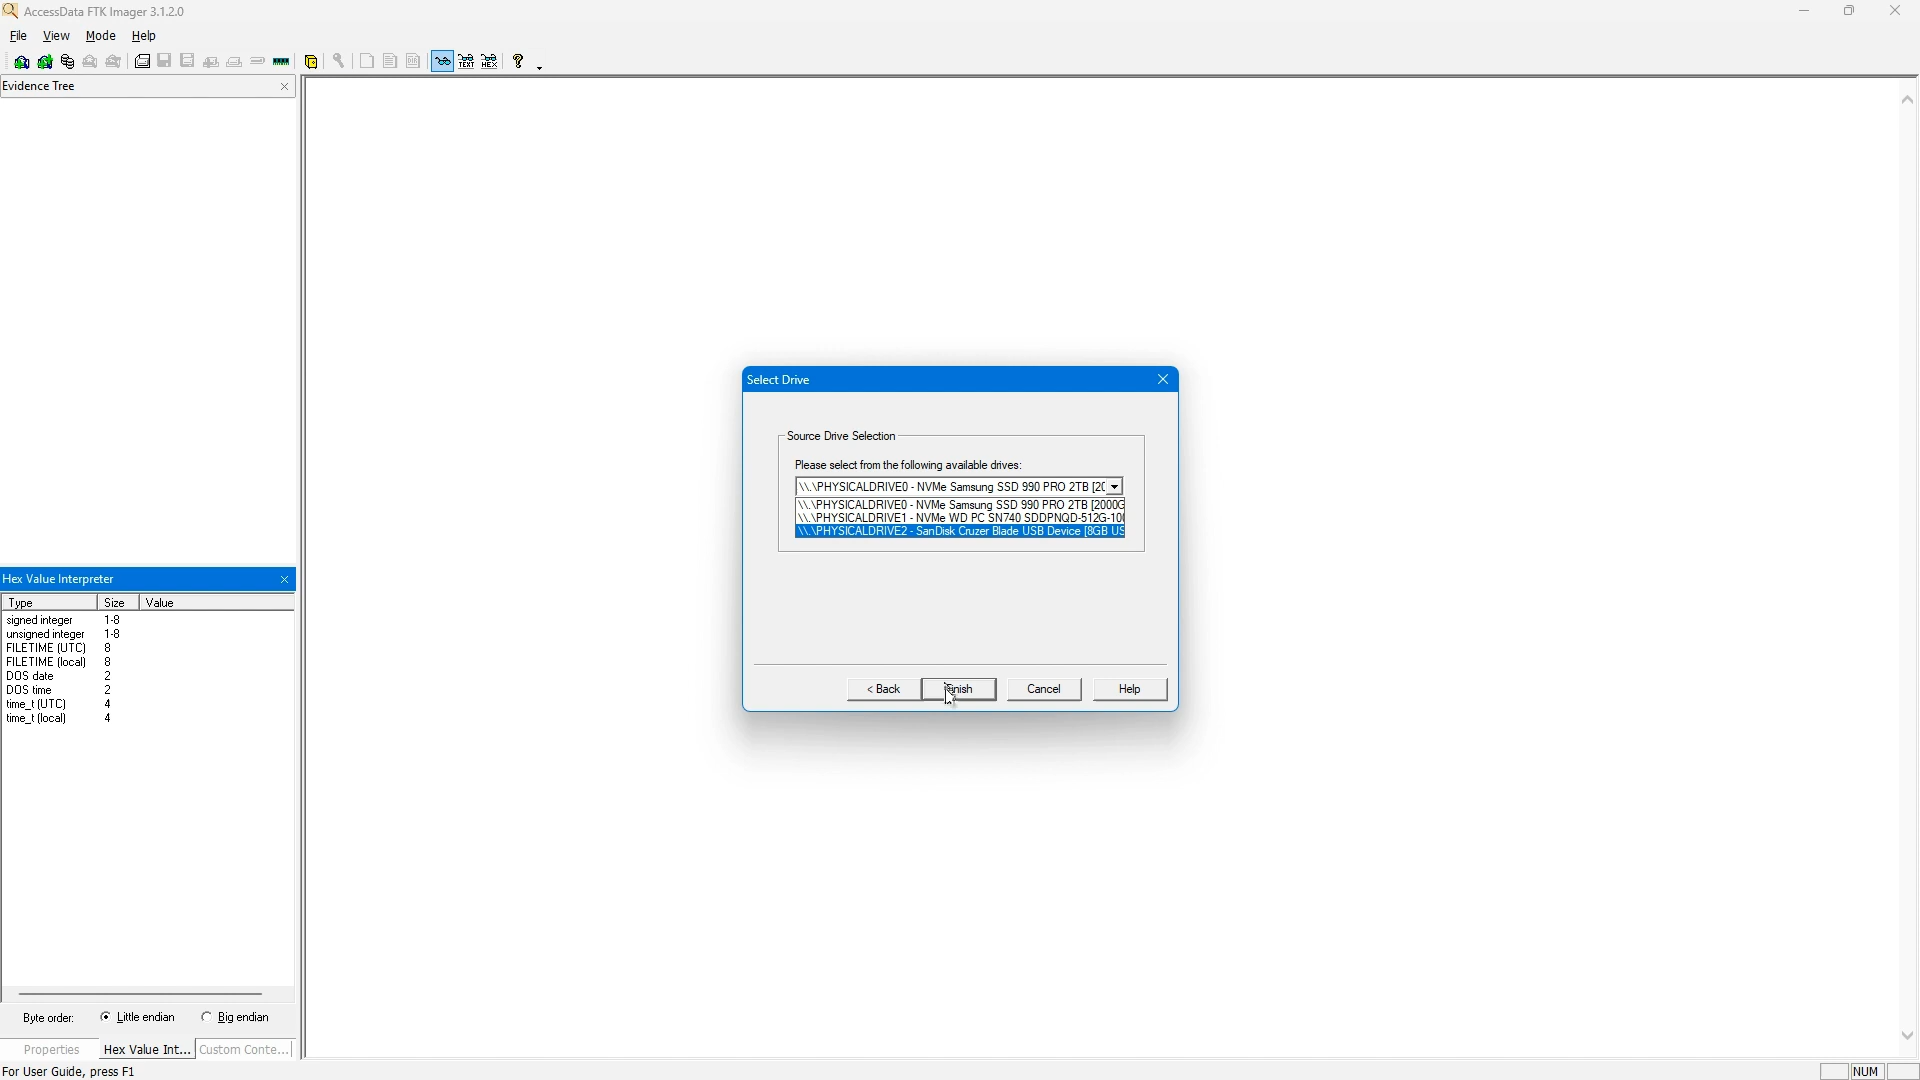 AccessData FTK Imager 3.1.2.0
File View Mode Help
TEXT HEX
Evidence Tree
Select Drive
Source Drive Selection
Please select from the following available drives:
\\.\PHYSICALDRIVE0 - NVMe Samsung SSD 990 PRO 2TB [20
\\.\PHYSICALDRIVE0 - NVMe Samsung SSD 990 PRO 2TB [2000G
\\.\PHYSICALDRIVE1 - NVMe WD PC SN740 SDDPNQD-512G-10
\\.\PHYSICALDRIVE2 - SanDisk Cruzer Blade USB Device [8GB US
< Back Finish Cancel Help
Hex Value Interpreter
Type Size Value
signed integer 1-8
unsigned integer 1-8
FILETIME (UTC) 8
FILETIME (local) 8
DOS date 2
DOS time 2
time_t (UTC) 4
time_t (local) 4
Byte order: Little endian Big endian
Properties Hex Value Int... Custom Conte...
For User Guide, press F1
NUM